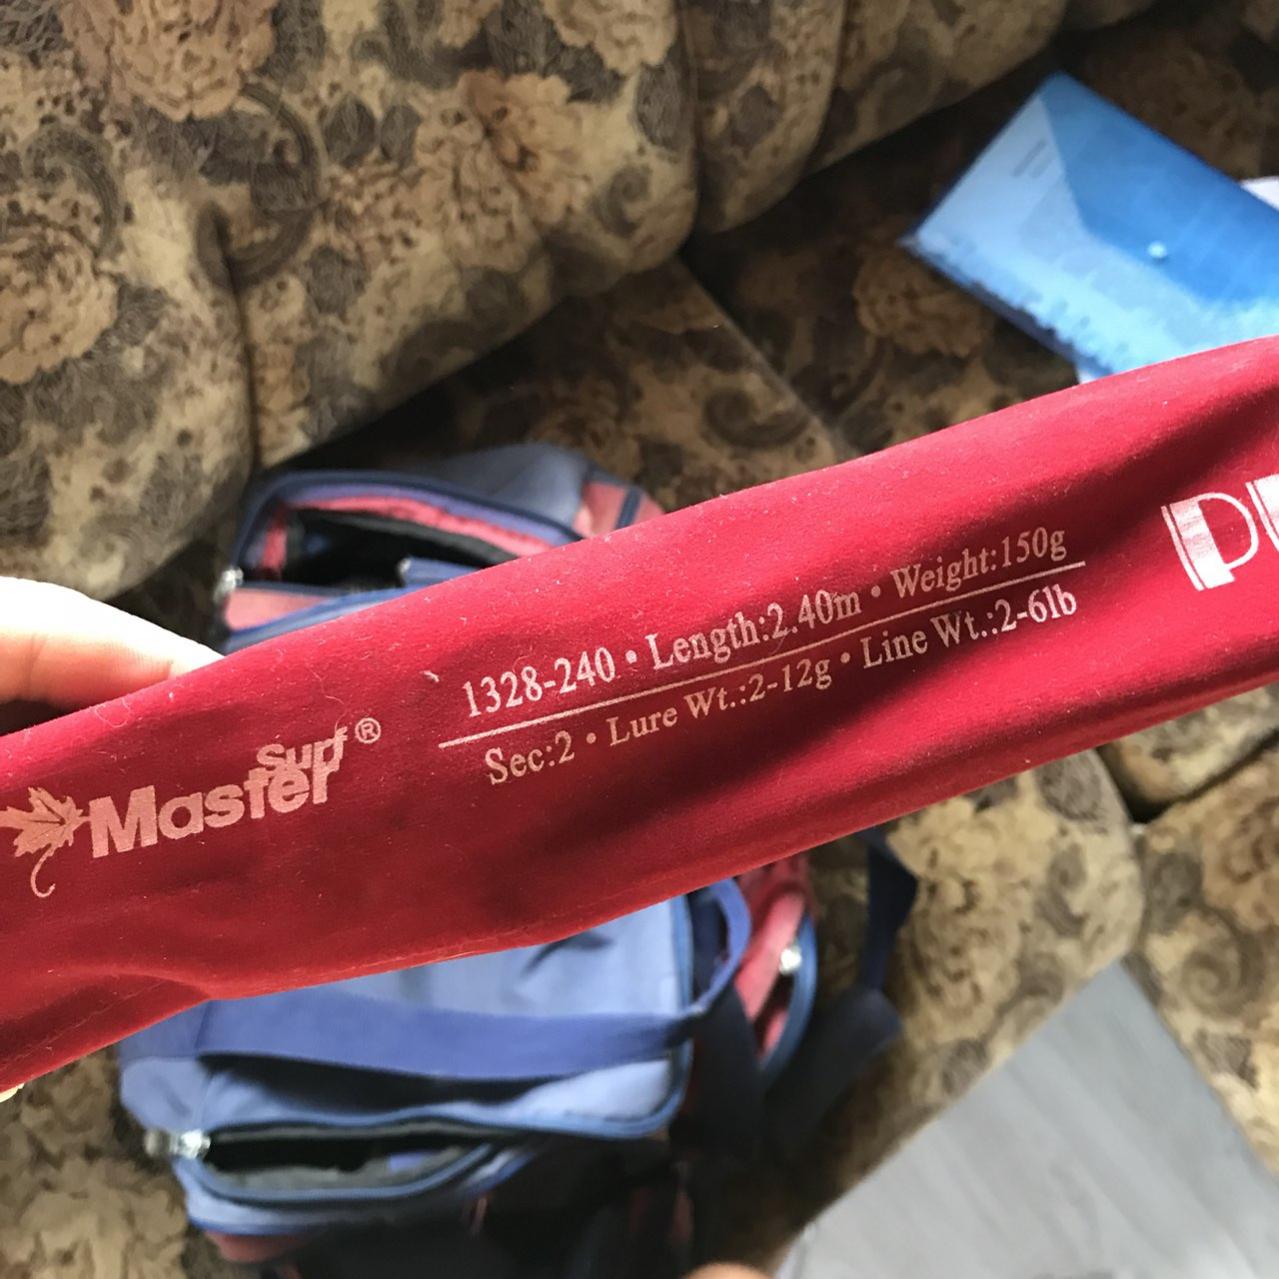 Surf®
Master
1328-240 • Length:2.40m • Weight:150g
Sec:2 • Lure Wt.:2-12g • Line Wt.:2-6lb